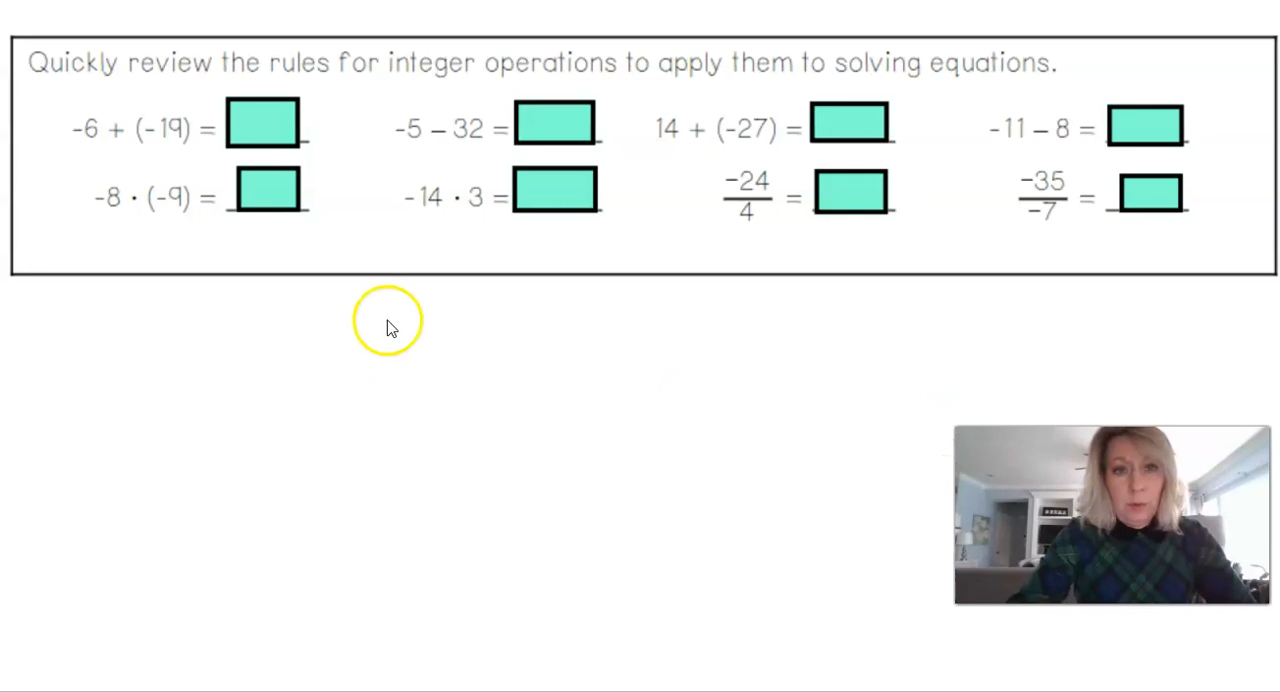 Quickly review the rules for integer operations to apply them to solving equations.
-6 + (-19) = -5 – 32 = 14 + (-27) = -11 – 8 =
-8 · (-9) = -14 · 3 = -24/4 = -35/-7 =